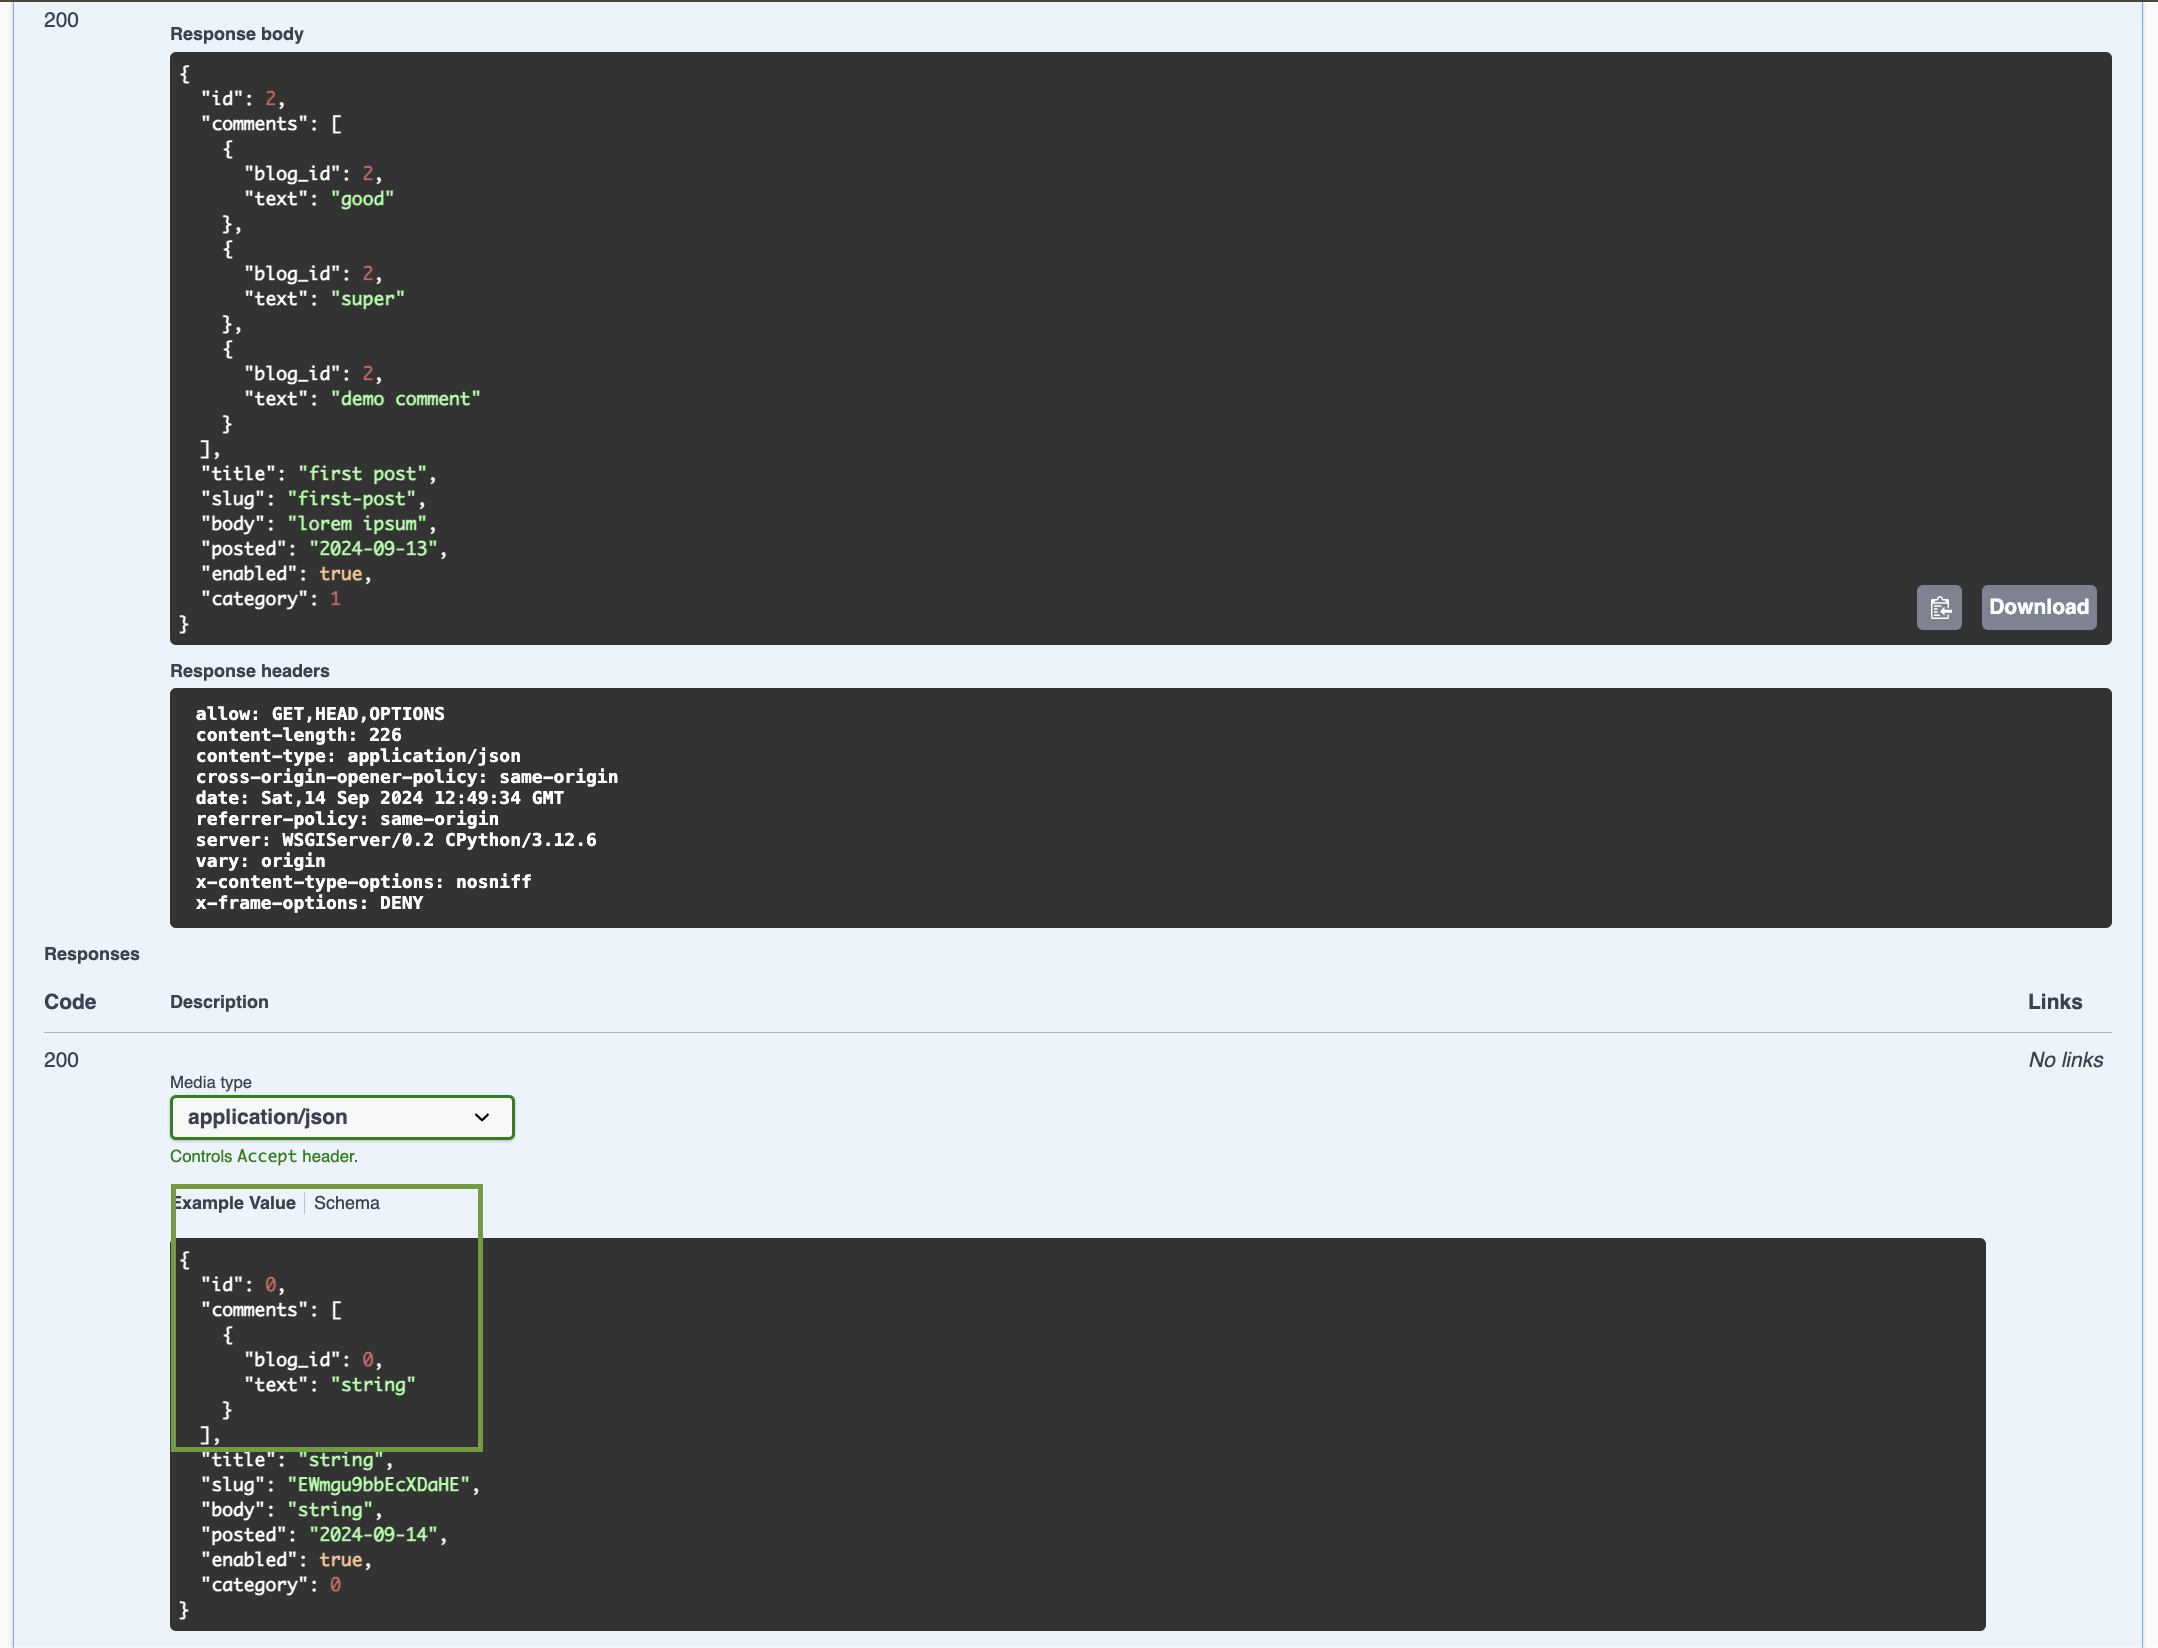 200
Response body
{
  "id": 2,
  "comments": [
    {
      "blog_id": 2,
      "text": "good"
    },
    {
      "blog_id": 2,
      "text": "super"
    },
    {
      "blog_id": 2,
      "text": "demo comment"
    }
  ],
  "title": "first post",
  "slug": "first-post",
  "body": "lorem ipsum",
  "posted": "2024-09-13",
  "enabled": true,
  "category": 1
}
Download
Response headers
allow: GET,HEAD,OPTIONS
content-length: 226
content-type: application/json
cross-origin-opener-policy: same-origin
date: Sat,14 Sep 2024 12:49:34 GMT
referrer-policy: same-origin
server: WSGIServer/0.2 CPython/3.12.6
vary: origin
x-content-type-options: nosniff
x-frame-options: DENY
Responses
Code Description Links
200 No links
Media type
application/json
Controls Accept header.
Example Value Schema
{
  "id": 0,
  "comments": [
    {
      "blog_id": 0,
      "text": "string"
    }
  ],
  "title": "string",
  "slug": "EWmgu9bbEcXDaHE",
  "body": "string",
  "posted": "2024-09-14",
  "enabled": true,
  "category": 0
}